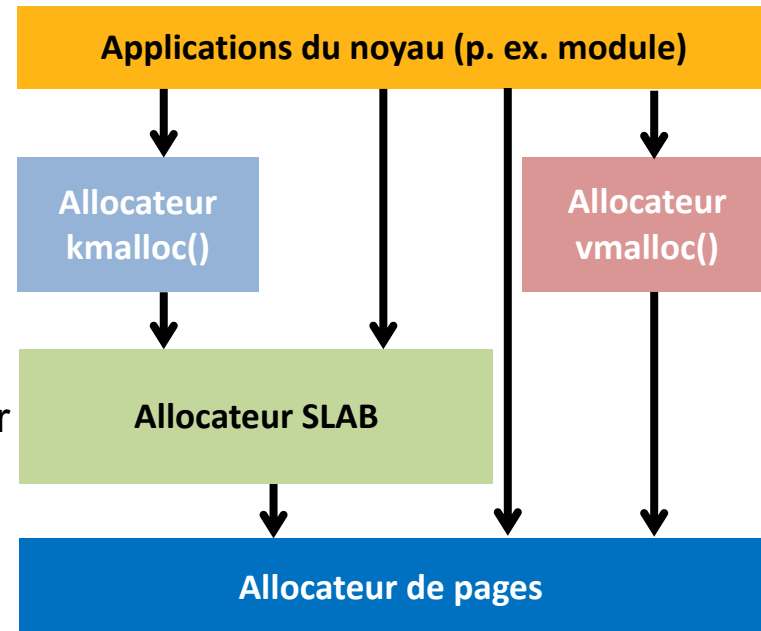 Applications du noyau (p. ex. module)
Allocateur
kmalloc()
Allocateur
vmalloc()
r
Allocateur SLAB
Allocateur de pages